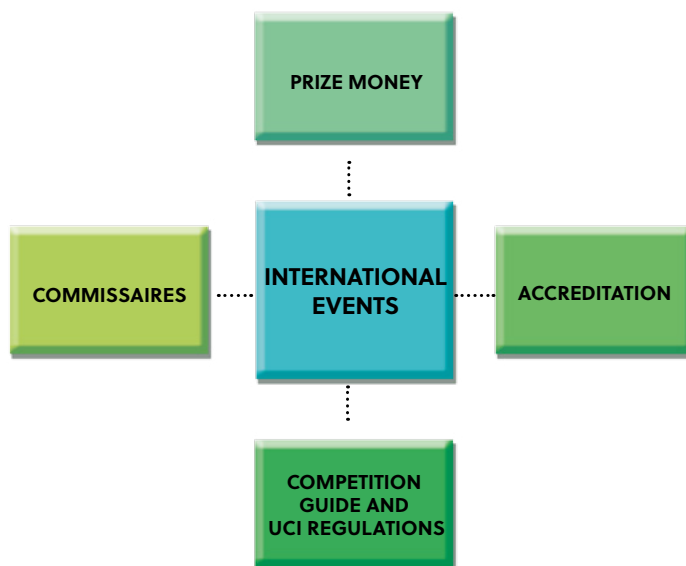 PRIZE MONEY
COMMISSAIRES
INTERNATIONAL
EVENTS
ACCREDITATION
COMPETITION
GUIDE AND
UCI REGULATIONS